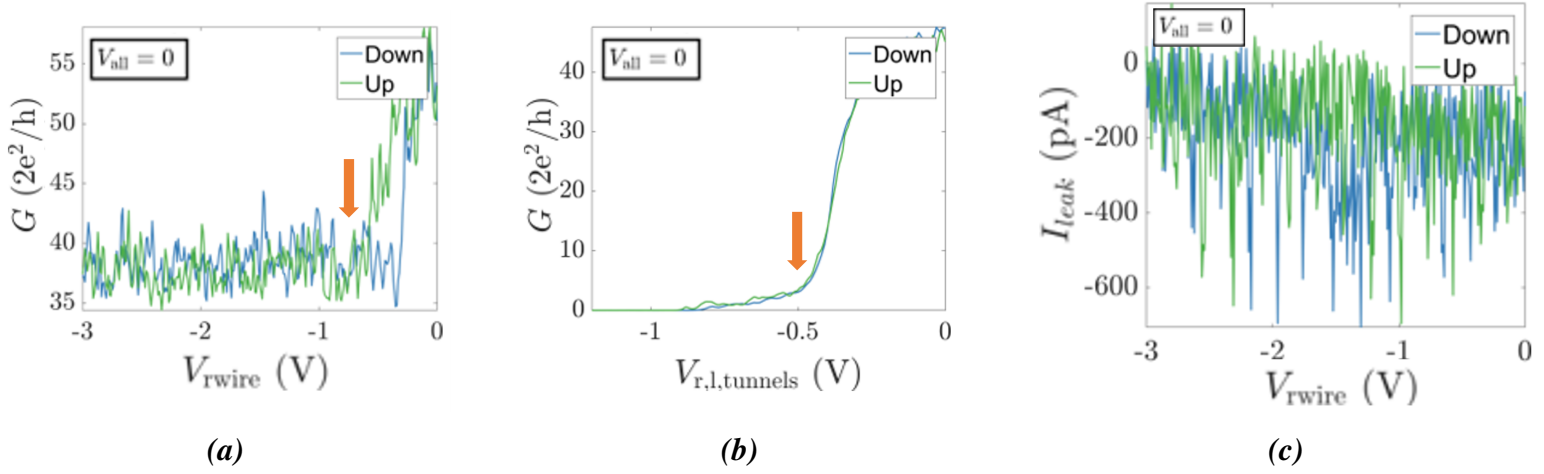 V_all = 0
Down
Up
G (2e²/h)
55
50
45
40
35
-3
-2
-1
0
V_rwire (V)
(a)
V_all = 0
Down
Up
G (2e²/h)
40
30
20
10
0
-1
-0.5
0
V_r,l,tunnels (V)
(b)
V_all = 0
Down
Up
I_leak (pA)
0
-200
-400
-600
-3
-2
-1
0
V_rwire (V)
(c)